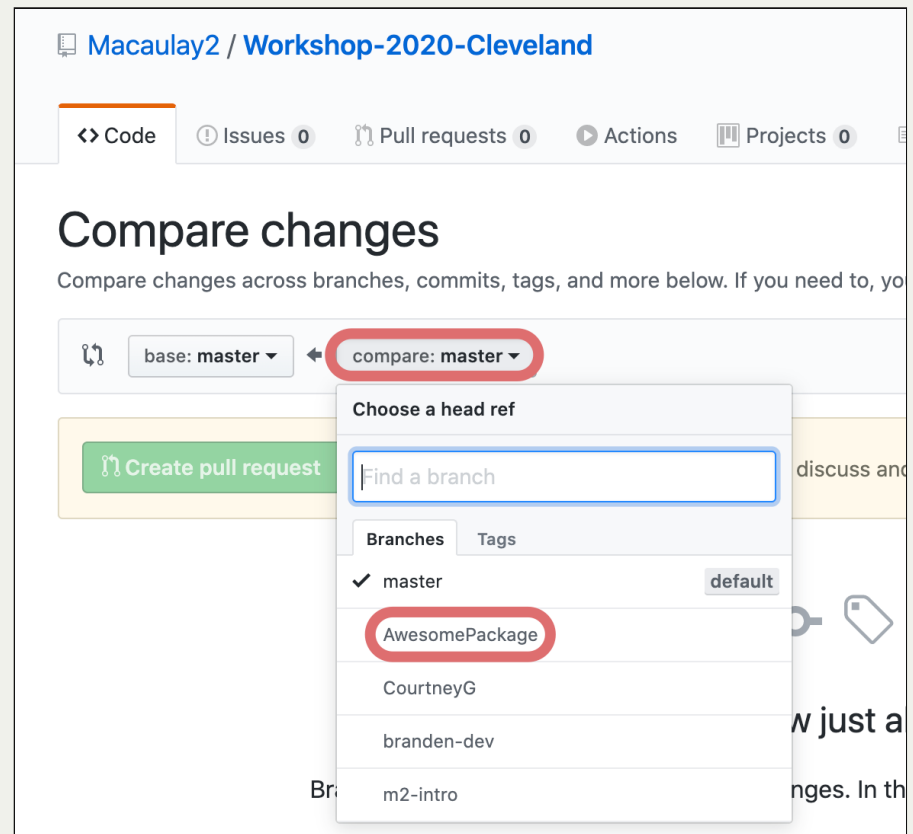 Macaulay2 / Workshop-2020-Cleveland
Code Issues 0 Pull requests 0 Actions Projects 0
Compare changes
Compare changes across branches, commits, tags, and more below. If you need to, yo
base: master compare: master
Choose a head ref
Create pull request
Find a branch
discuss and
Branches Tags
master default
AwesomePackage
CourtneyG
w just a
branden-dev
Bra
nges. In th
m2-intro